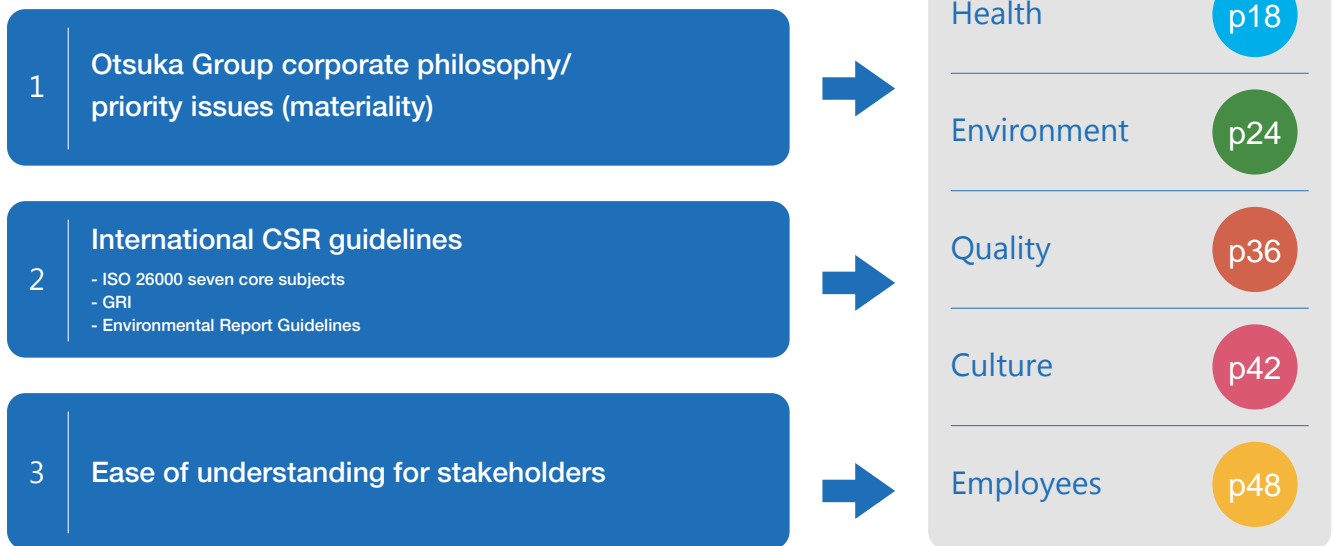 1
Otsuka Group corporate philosophy/
priority issues (materiality)
2
International CSR guidelines
- ISO 26000 seven core subjects
- GRI
- Environmental Report Guidelines
3
Ease of understanding for stakeholders
Health
p18
Environment
p24
Quality
p36
Culture
p42
Employees
p48